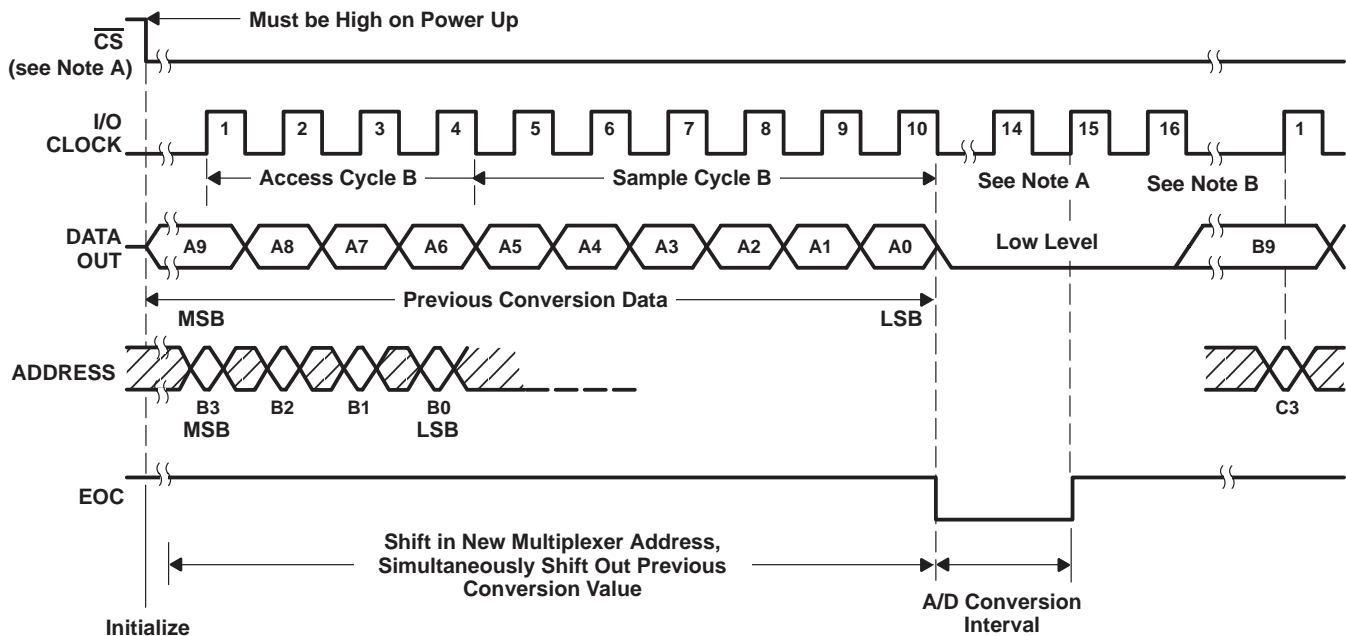 Must be High on Power Up
CS
(see Note A)
I/O
CLOCK
1 2 3 4 5 6 7 8 9 10 14 15 16 1
Access Cycle B
Sample Cycle B
See Note A
See Note B
DATA
OUT
A9 A8 A7 A6 A5 A4 A3 A2 A1 A0
Low Level
B9
Previous Conversion Data
MSB
LSB
ADDRESS
B3 B2 B1 B0
MSB
LSB
C3
EOC
Shift in New Multiplexer Address,
Simultaneously Shift Out Previous
Conversion Value
A/D Conversion
Interval
Initialize